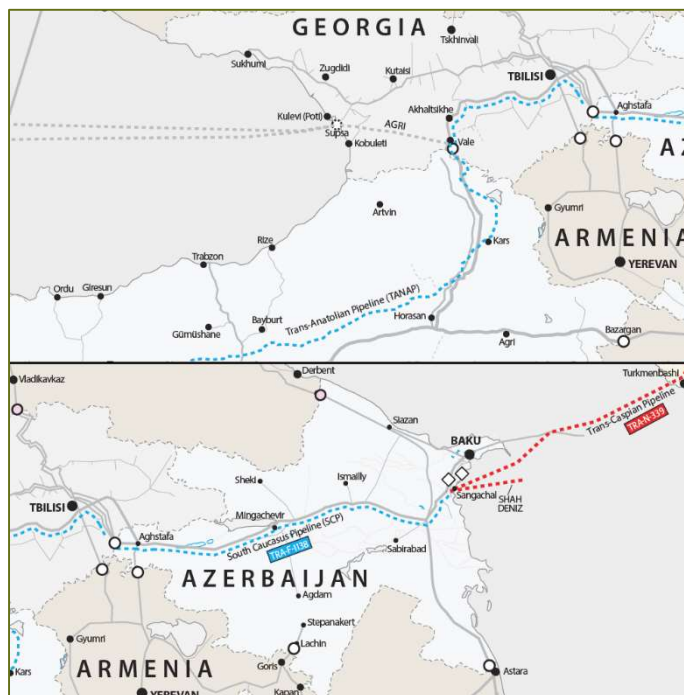 GEORGIA
Tskhinvali
Sukhumi
Zugdidi
Kutaisi
TBILISI
Akhaltsikhe
Aghstafa
Kulevi (Poti)
Supsa
AGRI
Vale
Kobuleti
AZ
Gyumri
Artvin
ARMENIA
YEREVAN
Kars
Rize
Trabzon
Ordu
Giresun
Trans-Anatolian Pipeline (TANAP)
Bayburt
Gümüshane
Horasan
Agri
Bazargan
Vladikavkaz
Derbent
Turkmenbashi
Trans-Caspian Pipeline
TRA-N-339
Siazan
BAKU
Sheki
Ismailly
Sangachal
SHAH
DENIZ
TBILISI
Mingachevir
Aghstafa
South Caucasus Pipeline (SCP)
TRA-F-1138
Sabirabad
AZERBAIJAN
Agdam
Stepanakert
Gyumri
Lachin
Goris
ARMENIA
Astara
Kars
YEREVAN
Kapan